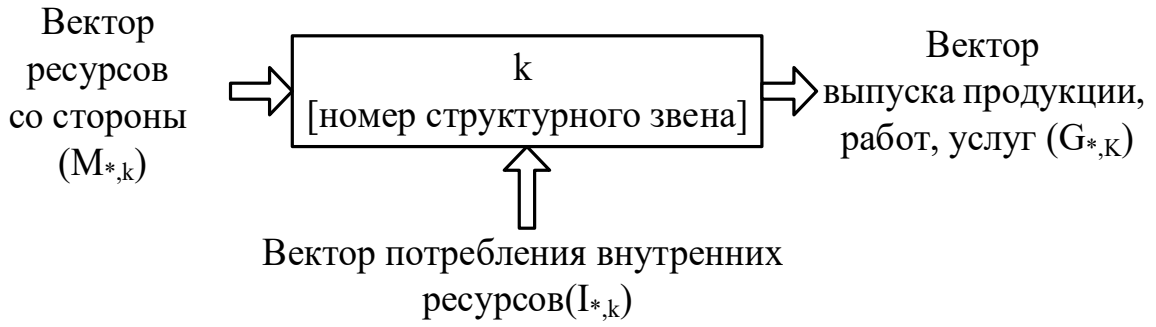 Вектор
ресурсов
со стороны
(M*,k)
k
[номер структурного звена]
Вектор
выпуска продукции,
работ, услуг (G*,K)
Вектор потребления внутренних
ресурсов(I*,k)